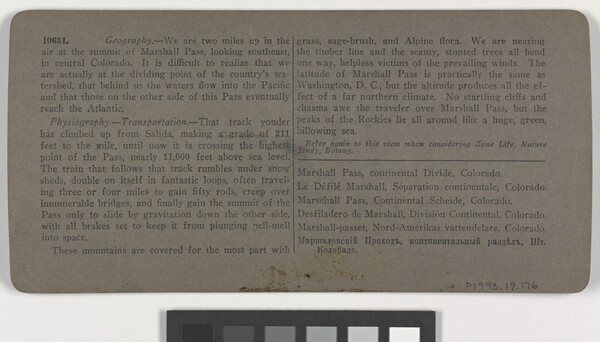 10621. Geography.—We are two miles up in the
air at the summit of Marshall Pass, looking southeast,
in central Colorado. It is difficult to realize that we
are actually at the dividing point of the country's wa-
tershed, that behind us the waters flow into the Pacific
and that those on the other side of this Pass eventually
reach the Atlantic.
Physiography.—Transportation.—That track yonder
has climbed up from Salida, making a grade of 211
feet to the mile, until now it is crossing the highest
point of the Pass, nearly 11,000 feet above sea level.
The train that follows that track rumbles under snow
sheds, double on itself in fantastic loops, often travel-
ing three or four miles to gain fifty rods, creep over
innumerable bridges, and finally gain the summit of the
Pass only to slide by gravitation down the other side,
with all brakes set to keep it from plunging pell-mell
into space.
These mountains are covered for the most part with
grass, sage-brush, and Alpine flora. We are nearing
the timber line and the scanty, stunted trees all bend
one way, helpless victims of the prevailing winds. The
latitude of Marshall Pass is practically the same as
Washington, D. C., but the altitude produces all the ef-
fect of a far northern climate. No startling cliffs and
chasms awe the traveler over Marshall Pass, but the
peaks of the Rockies lie all around like a huge, green,
billowing sea.
Refer again to this view when considering Zone Life, Nature
Study, Botany.
Marshall Pass, continental Divide, Colorado.
Le Défilé Marshall, Séparation continentale, Colorado.
Marschall Pass, Continental Scheide, Colorado.
Desfiladero de Marshall, División Continental, Colorado.
Marshall-passet, Nord-Amerikas vattendelare, Colorado.
Маршаловскій Проходъ, континентальный раздѣлъ, Шт.
Колорадо.
P1998.19.176